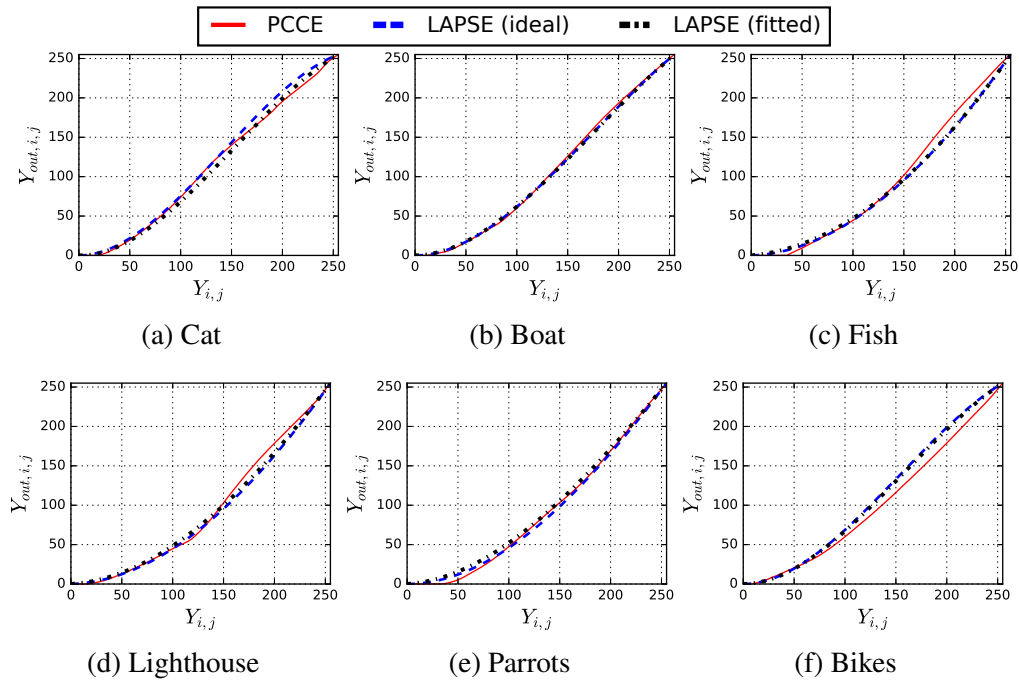 PCCE LAPSE (ideal) LAPSE (fitted)
250
200
150
100
50
0
0 50 100 150 200 250
Y_{out, i, j}
Y_{i, j}
(a) Cat
250
200
150
100
50
0
0 50 100 150 200 250
Y_{out, i, j}
Y_{i, j}
(b) Boat
250
200
150
100
50
0
0 50 100 150 200 250
Y_{out, i, j}
Y_{i, j}
(c) Fish
250
200
150
100
50
0
0 50 100 150 200 250
Y_{out, i, j}
Y_{i, j}
(d) Lighthouse
250
200
150
100
50
0
0 50 100 150 200 250
Y_{out, i, j}
Y_{i, j}
(e) Parrots
250
200
150
100
50
0
0 50 100 150 200 250
Y_{out, i, j}
Y_{i, j}
(f) Bikes